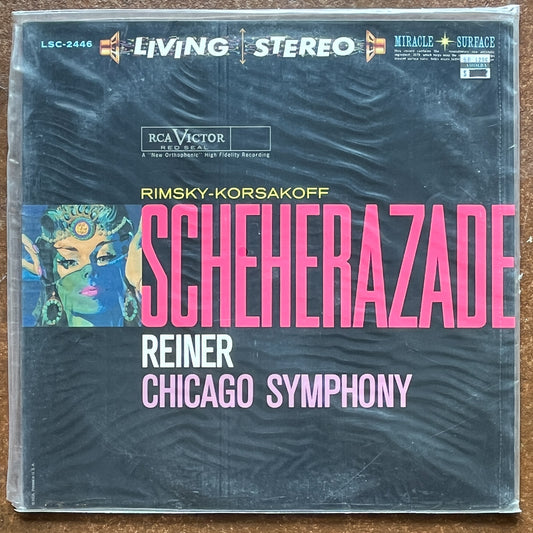 LSC-2446
LIVING STEREO
MIRACLE SURFACE
RCA VICTOR
RED SEAL
A "New Orthophonic" High Fidelity Recording
RIMSKY-KORSAKOFF
SCHEHERAZADE
REINER
CHICAGO SYMPHONY